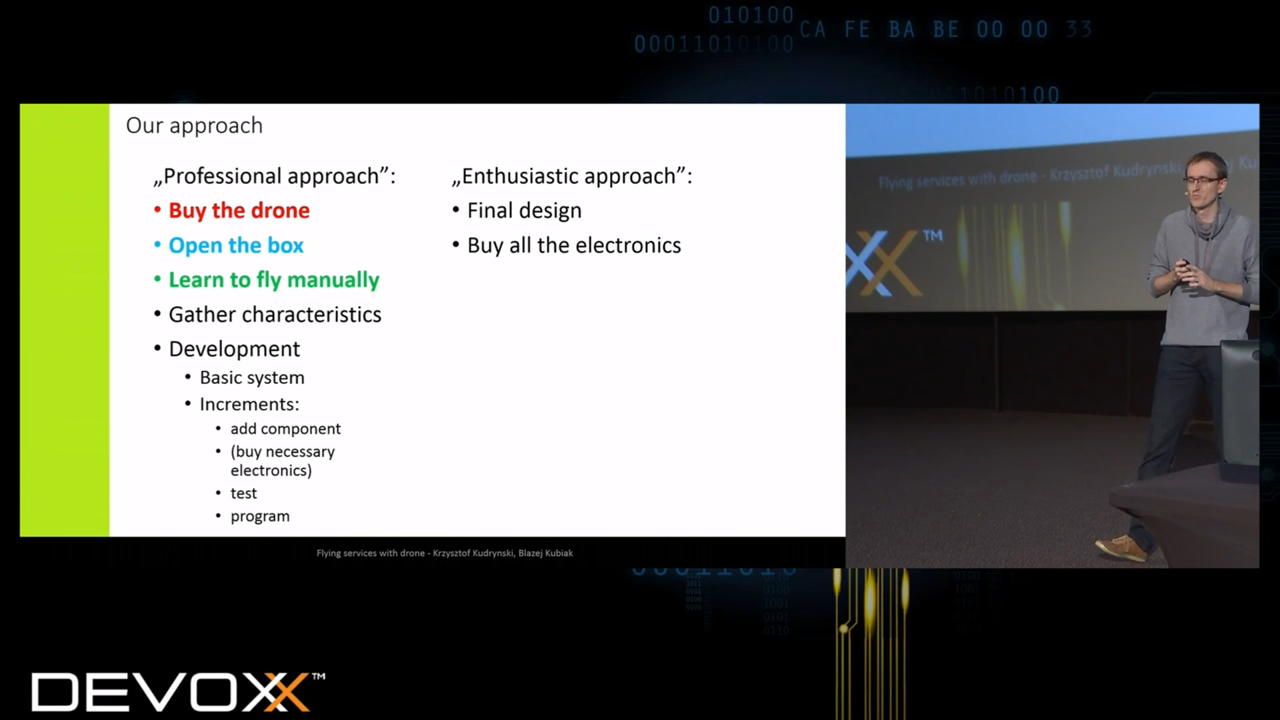 010100
00011010100
CA FE BA BE 00 00 33
1010100
Our approach
„Professional approach”:
• Buy the drone
• Open the box
• Learn to fly manually
• Gather characteristics
• Development
• Basic system
• Increments:
• add component
• (buy necessary
electronics)
• test
• program
„Enthusiastic approach”:
• Final design
• Buy all the electronics
Flying services with drone - Krzysztof Kudrynski,
™
Flying services with drone - Krzysztof Kudrynski, Blazej Kubiak
DEVOXX™